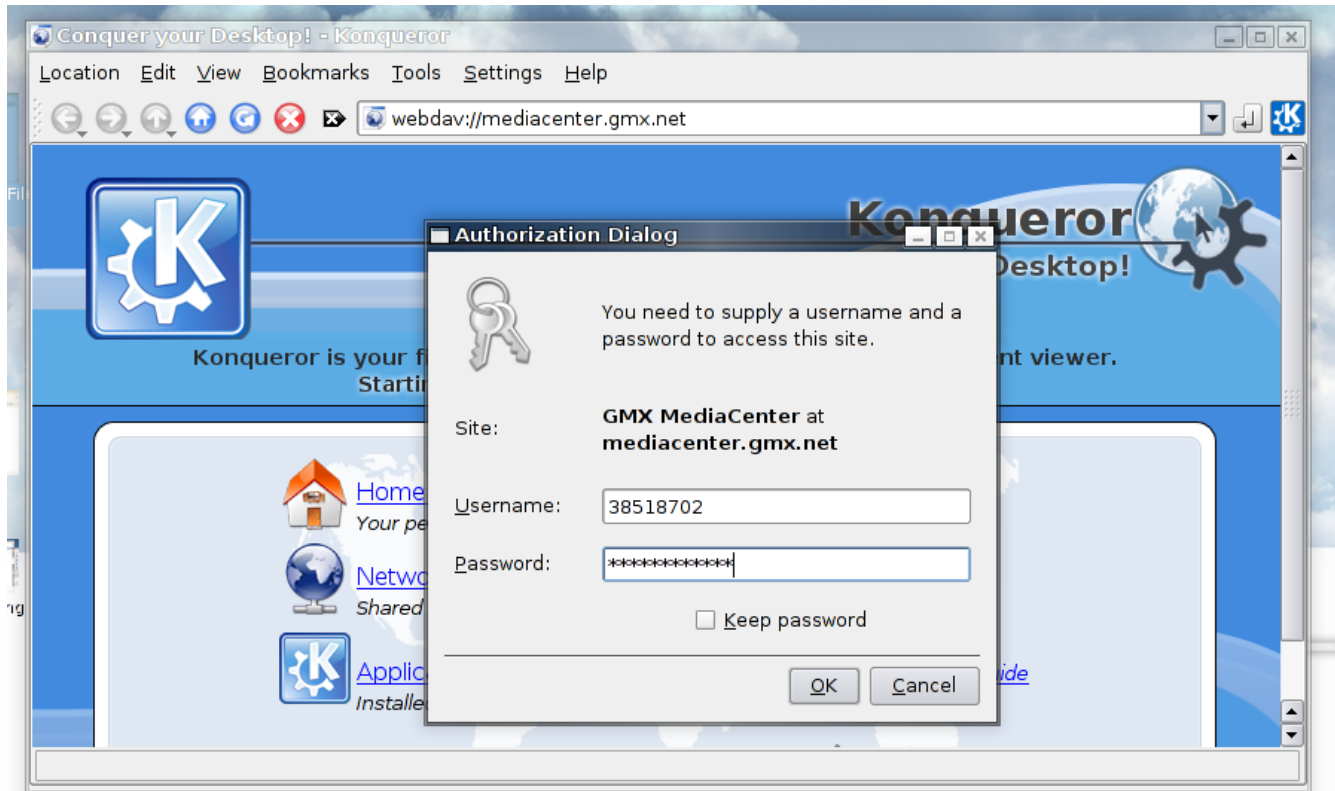 Conquer your Desktop! - Konqueror
Location Edit View Bookmarks Tools Settings Help
webdav://mediacenter.gmx.net
Fil
Konqueror
Desktop!
Konqueror is your fi
nt viewer.
Startin
Authorization Dialog
You need to supply a username and a
password to access this site.
Site:
GMX MediaCenter at
mediacenter.gmx.net
Username: 38518702
Password: ************
Keep password
OK Cancel
Home
Your pe
Netwo
Shared
Applic
ide
Installe
ng